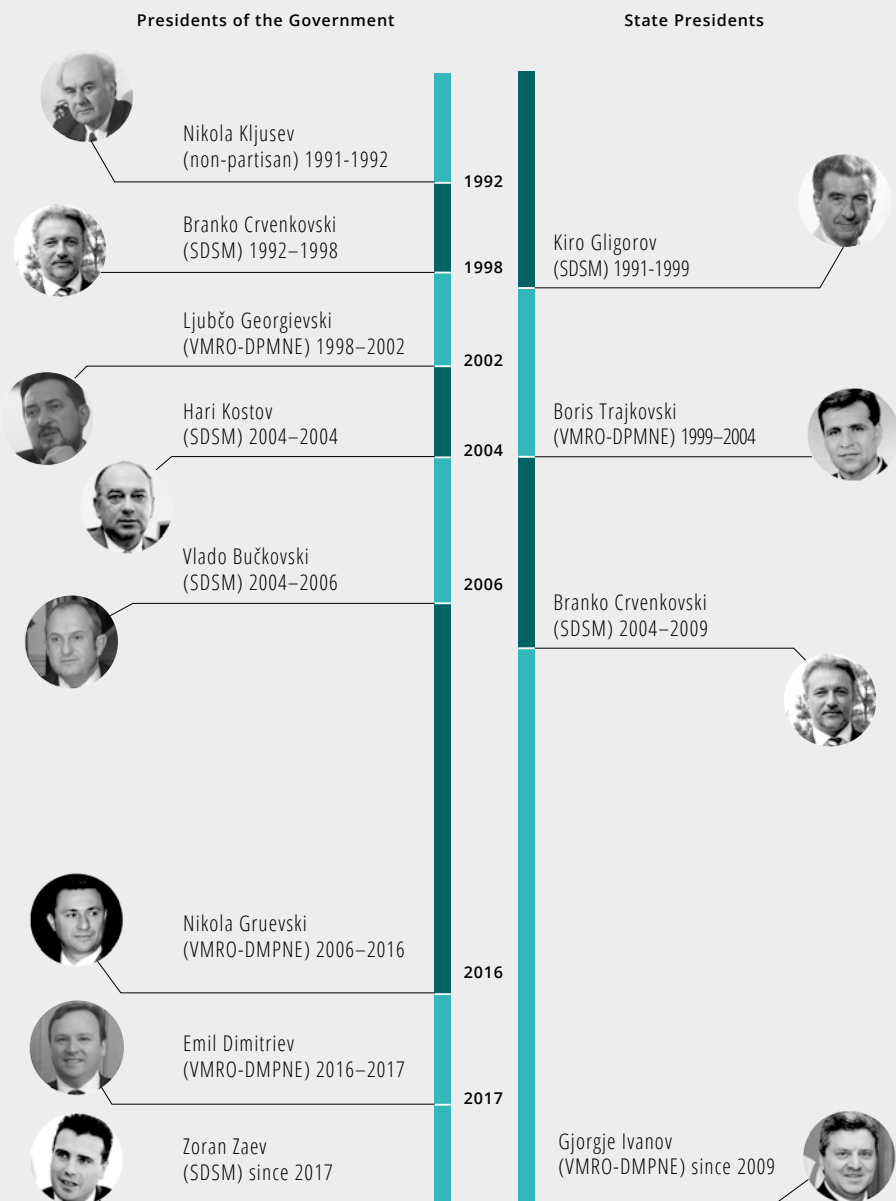 Presidents of the Government
State Presidents
Nikola Kljusev
(non-partisan) 1991-1992
1992
Branko Crvenkovski
(SDSM) 1992–1998
1998
Kiro Gligorov
(SDSM) 1991-1999
Ljubčo Georgievski
(VMRO-DPMNE) 1998–2002
2002
Hari Kostov
(SDSM) 2004–2004
2004
Boris Trajkovski
(VMRO-DPMNE) 1999–2004
Vlado Bučkovski
(SDSM) 2004–2006
2006
Branko Crvenkovski
(SDSM) 2004–2009
Nikola Gruevski
(VMRO-DMPNE) 2006–2016
2016
Emil Dimitriev
(VMRO-DMPNE) 2016–2017
2017
Zoran Zaev
(SDSM) since 2017
Gjorgje Ivanov
(VMRO-DMPNE) since 2009